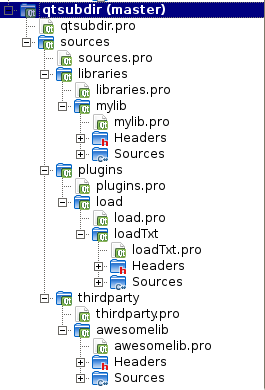 qtsubdir (master)
qtsubdir.pro
sources
sources.pro
libraries
libraries.pro
mylib
mylib.pro
Headers
Sources
plugins
plugins.pro
load
load.pro
loadTxt
loadTxt.pro
Headers
Sources
thirdparty
thirdparty.pro
awesomelib
awesomelib.pro
Headers
Sources